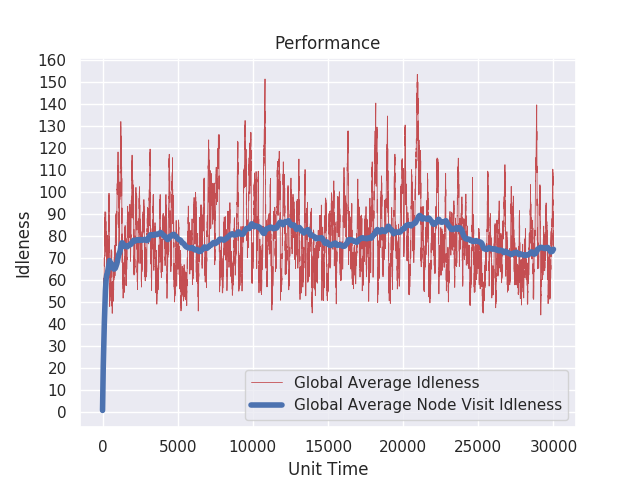 Performance
160
150
140
130
120
110
100
90
80
70
60
50
40
30
20
10
0
Idleness
Global Average Idleness
Global Average Node Visit Idleness
0 5000 10000 15000 20000 25000 30000
Unit Time